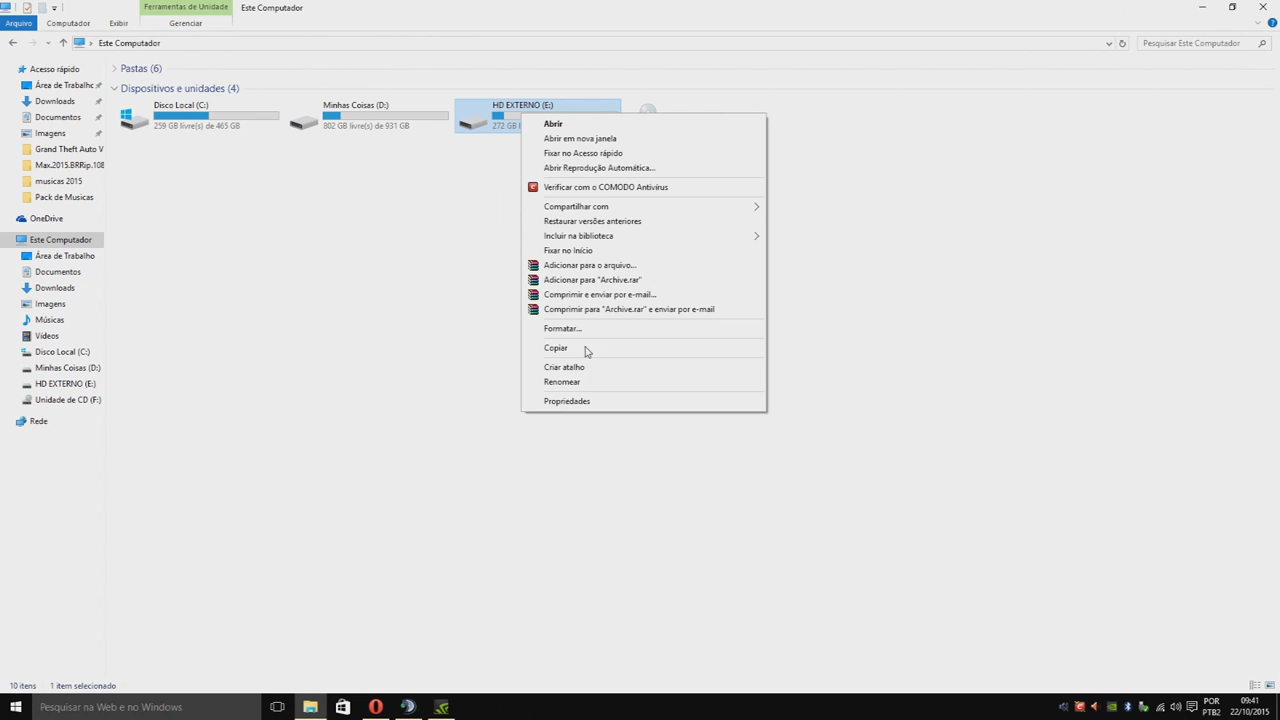 Ferramentas de Unidade
Este Computador
Arquivo
Computador
Exibir
Gerenciar
Este Computador
Pesquisar Este Computador
Acesso rápido
Área de Trabalho
Downloads
Documentos
Imagens
Grand Theft Auto V
Max.2015.BRRip.108
musicas 2015
Pack de Musicas
OneDrive
Este Computador
Área de Trabalho
Documentos
Downloads
Imagens
Músicas
Vídeos
Disco Local (C:)
Minhas Coisas (D:)
HD EXTERNO (E:)
Unidade de CD (F:)
Rede
Pastas (6)
Dispositivos e unidades (4)
Disco Local (C:)
259 GB livre(s) de 465 GB
Minhas Coisas (D:)
802 GB livre(s) de 931 GB
HD EXTERNO (E:)
272 GB l
Abrir
Abrir em nova janela
Fixar no Acesso rápido
Abrir Reprodução Automática...
Verificar com o COMODO Antivírus
Compartilhar com
Restaurar versões anteriores
Incluir na biblioteca
Fixar no Início
Adicionar para o arquivo...
Adicionar para "Archive.rar"
Comprimir e enviar por e-mail...
Comprimir para "Archive.rar" e enviar por e-mail
Formatar...
Copiar
Criar atalho
Renomear
Propriedades
10 itens
1 item selecionado
Pesquisar na Web e no Windows
POR
PTB2
09:41
22/10/2015